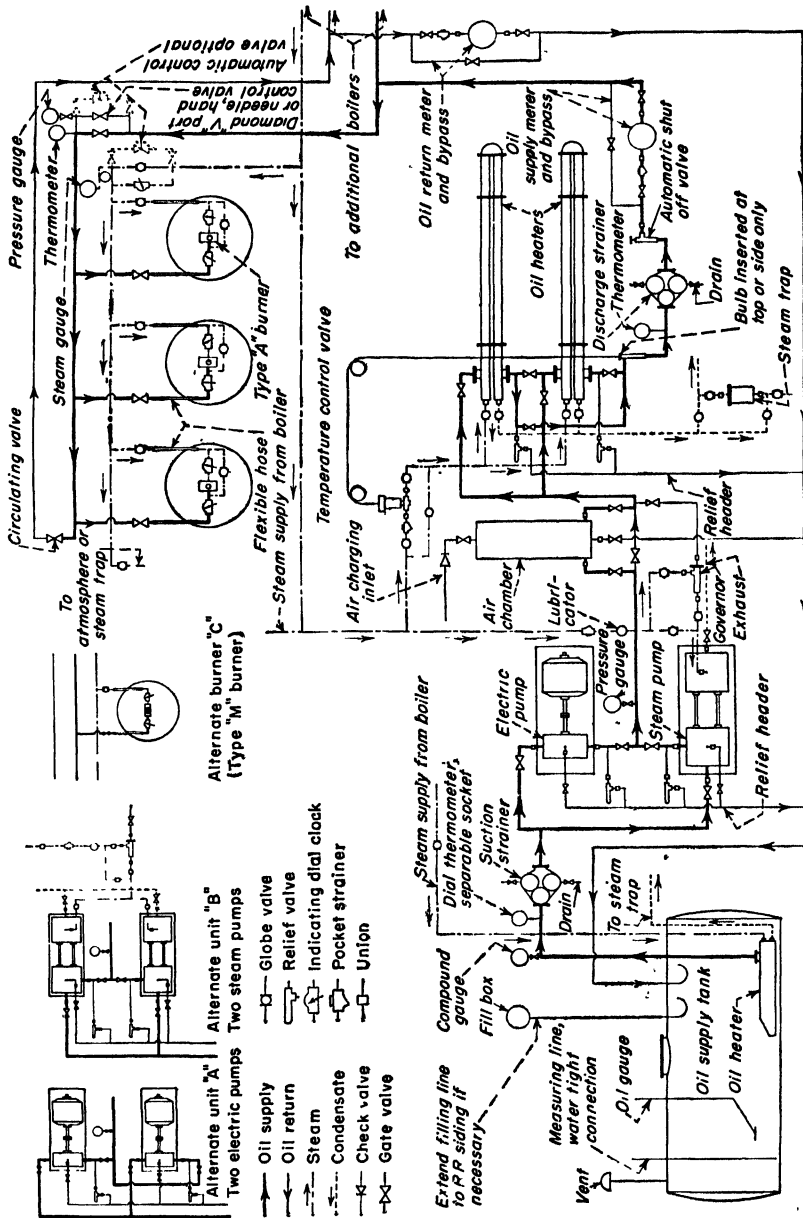 Pressure gauge
Circulating valve
Thermometer
Steam gauge
Automatic control
valve optional
Diamond "V" port
or needle, hand
control valve
To
atmosphere or
steam trap
Type "A" burner
Flexible hose
Steam supply from boiler
To additional boilers
Oil return meter
and bypass
Oil
supply meter
and bypass
Temperature control valve
Oil heaters
Automatic shut
off valve
Discharge strainer
Thermometer
Drain
Bulb inserted at
top or side only
Steam trap
Air charging
inlet
Air
chamber
Lubri-
cator
Pressure
gauge
Relief
header
Governor
Exhaust
Electric
pump
Steam pump
Relief header
Steam supply from boiler
Dial thermometer,
separable socket
Suction
strainer
Drain
To steam
trap
Compound
gauge
Fill box
Extend filling line
to R R siding if
necessary
Measuring line,
water tight
connection
Oil gauge
Vent
Oil supply tank
Oil heater
Alternate burner "C"
(Type "M" burner)
Alternate unit "B"
Two steam pumps
Alternate unit "A"
Two electric pumps
Oil supply
Oil return
Steam
Condensate
Check valve
Gate valve
Globe valve
Relief valve
Indicating dial clock
Pocket strainer
Union